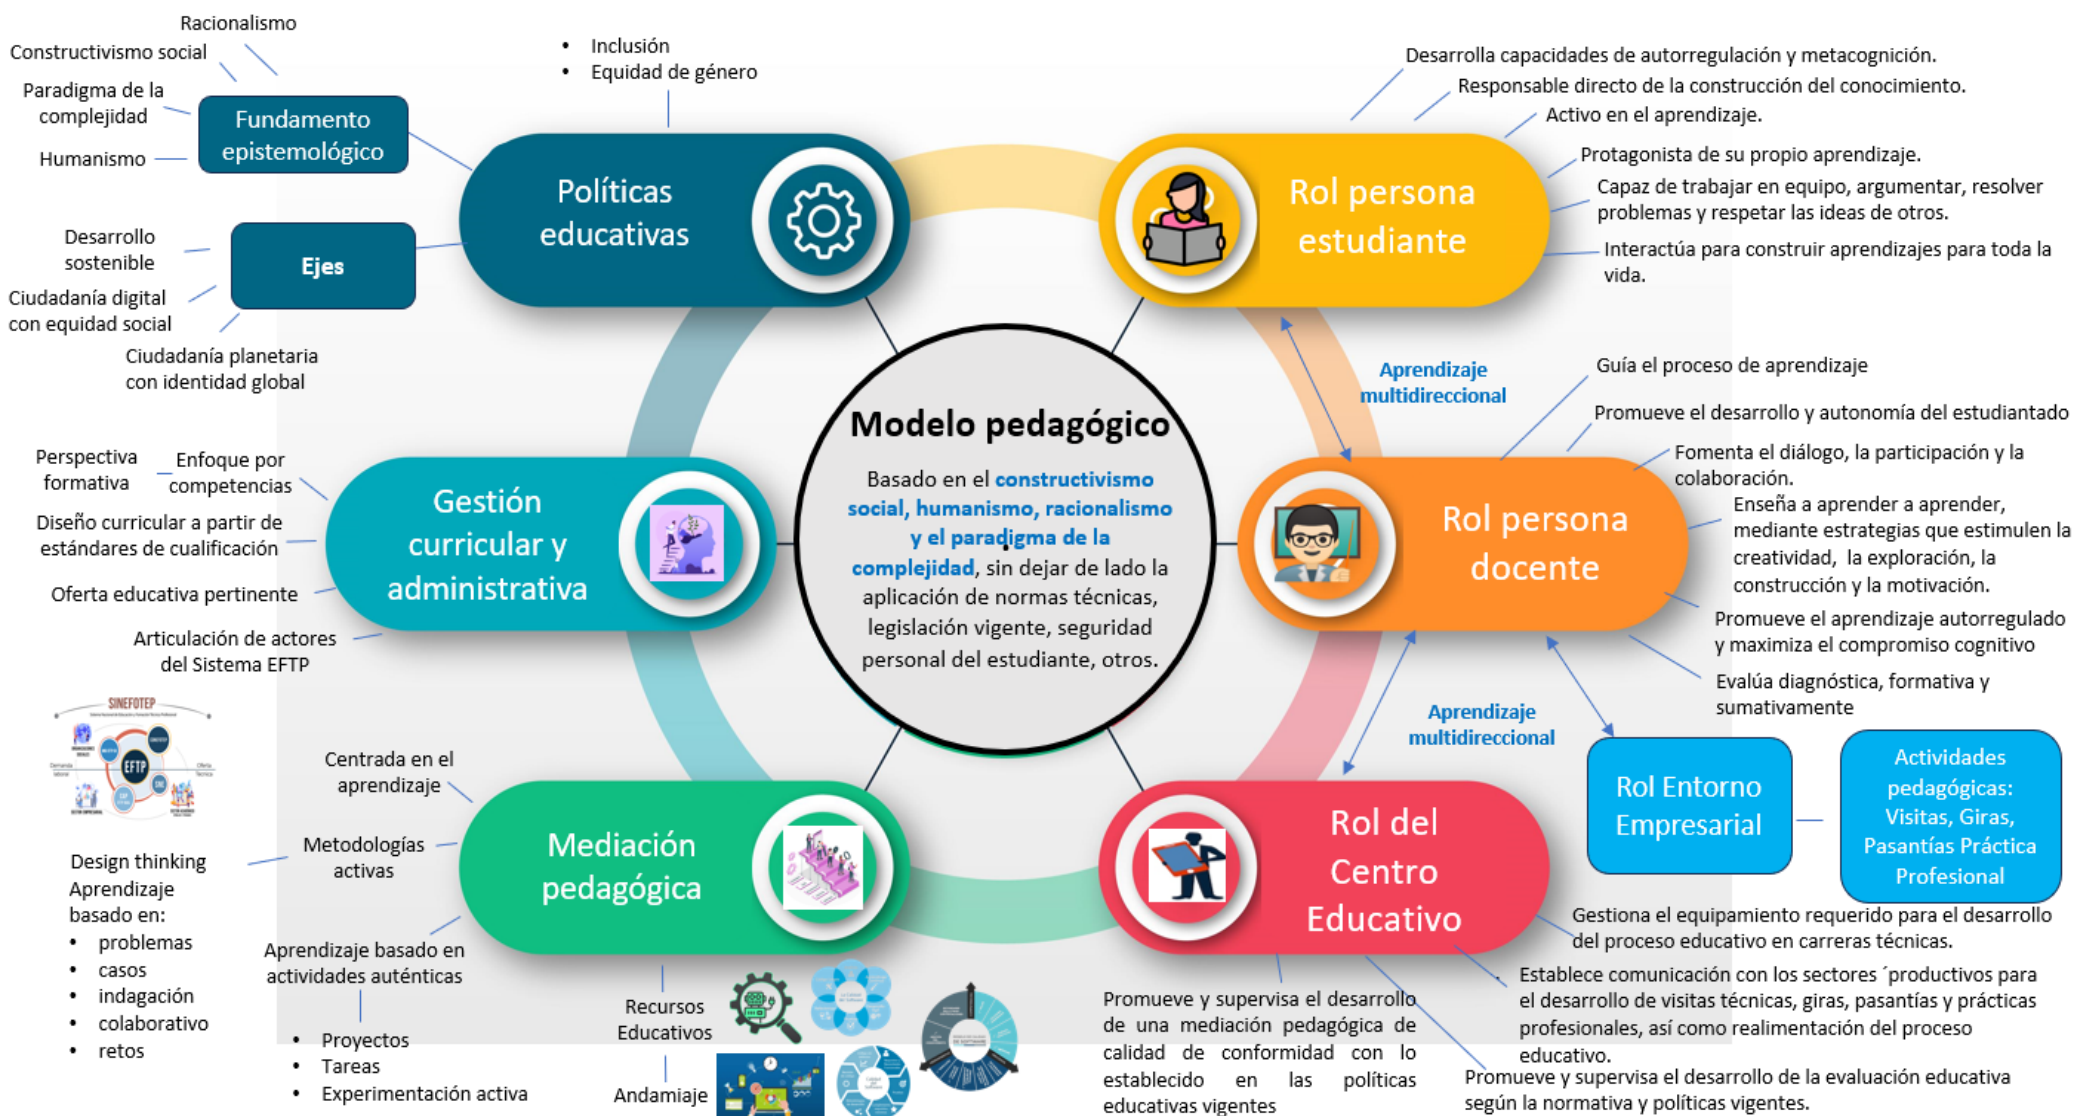 Racionalismo
Constructivismo social
Paradigma de la
complejidad
Humanismo
Fundamento
epistemológico
• Inclusión
• Equidad de género
Políticas
educativas
Desarrollo
sostenible
Ejes
Ciudadanía digital
con equidad social
Ciudadanía planetaria
con identidad global
Desarrolla capacidades de autorregulación y metacognición.
Responsable directo de la construcción del conocimiento.
Activo en el aprendizaje.
Protagonista de su propio aprendizaje.
Capaz de trabajar en equipo, argumentar, resolver
problemas y respetar las ideas de otros.
Interactúa para construir aprendizajes para toda la
vida.
Rol persona
estudiante
Aprendizaje
multidireccional
Modelo pedagógico
Basado en el constructivismo
social, humanismo, racionalismo
y el paradigma de la
complejidad, sin dejar de lado la
aplicación de normas técnicas,
legislación vigente, seguridad
personal del estudiante, otros.
Guía el proceso de aprendizaje
Promueve el desarrollo y autonomía del estudiantado
Fomenta el diálogo, la participación y la
colaboración.
Enseña a aprender a aprender,
mediante estrategias que estimulen la
creatividad, la exploración, la
construcción y la motivación.
Promueve el aprendizaje autorregulado
y maximiza el compromiso cognitivo
Evalúa diagnóstica, formativa y
sumativamente
Rol persona
docente
Perspectiva
formativa
Enfoque por
competencias
Diseño curricular a partir de
estándares de cualificación
Oferta educativa pertinente
Articulación de actores
del Sistema EFTP
Gestión
curricular y
administrativa
SINEFOTEP
EFTP
Aprendizaje
multidireccional
Rol Entorno
Empresarial
Actividades
pedagógicas:
Visitas, Giras,
Pasantías Práctica
Profesional
Centrada en el
aprendizaje
Metodologías
activas
Mediación
pedagógica
Design thinking
Aprendizaje
basado en:
• problemas
• casos
• indagación
• colaborativo
• retos
Aprendizaje basado en
actividades auténticas
• Proyectos
• Tareas
• Experimentación activa
Recursos
Educativos
Andamiaje
Rol del
Centro
Educativo
Gestiona el equipamiento requerido para el desarrollo
del proceso educativo en carreras técnicas.
Establece comunicación con los sectores ´productivos para
el desarrollo de visitas técnicas, giras, pasantías y prácticas
profesionales, así como realimentación del proceso
educativo.
Promueve y supervisa el desarrollo
de una mediación pedagógica de
calidad de conformidad con lo
establecido en las políticas
educativas vigentes
Promueve y supervisa el desarrollo de la evaluación educativa
según la normativa y políticas vigentes.